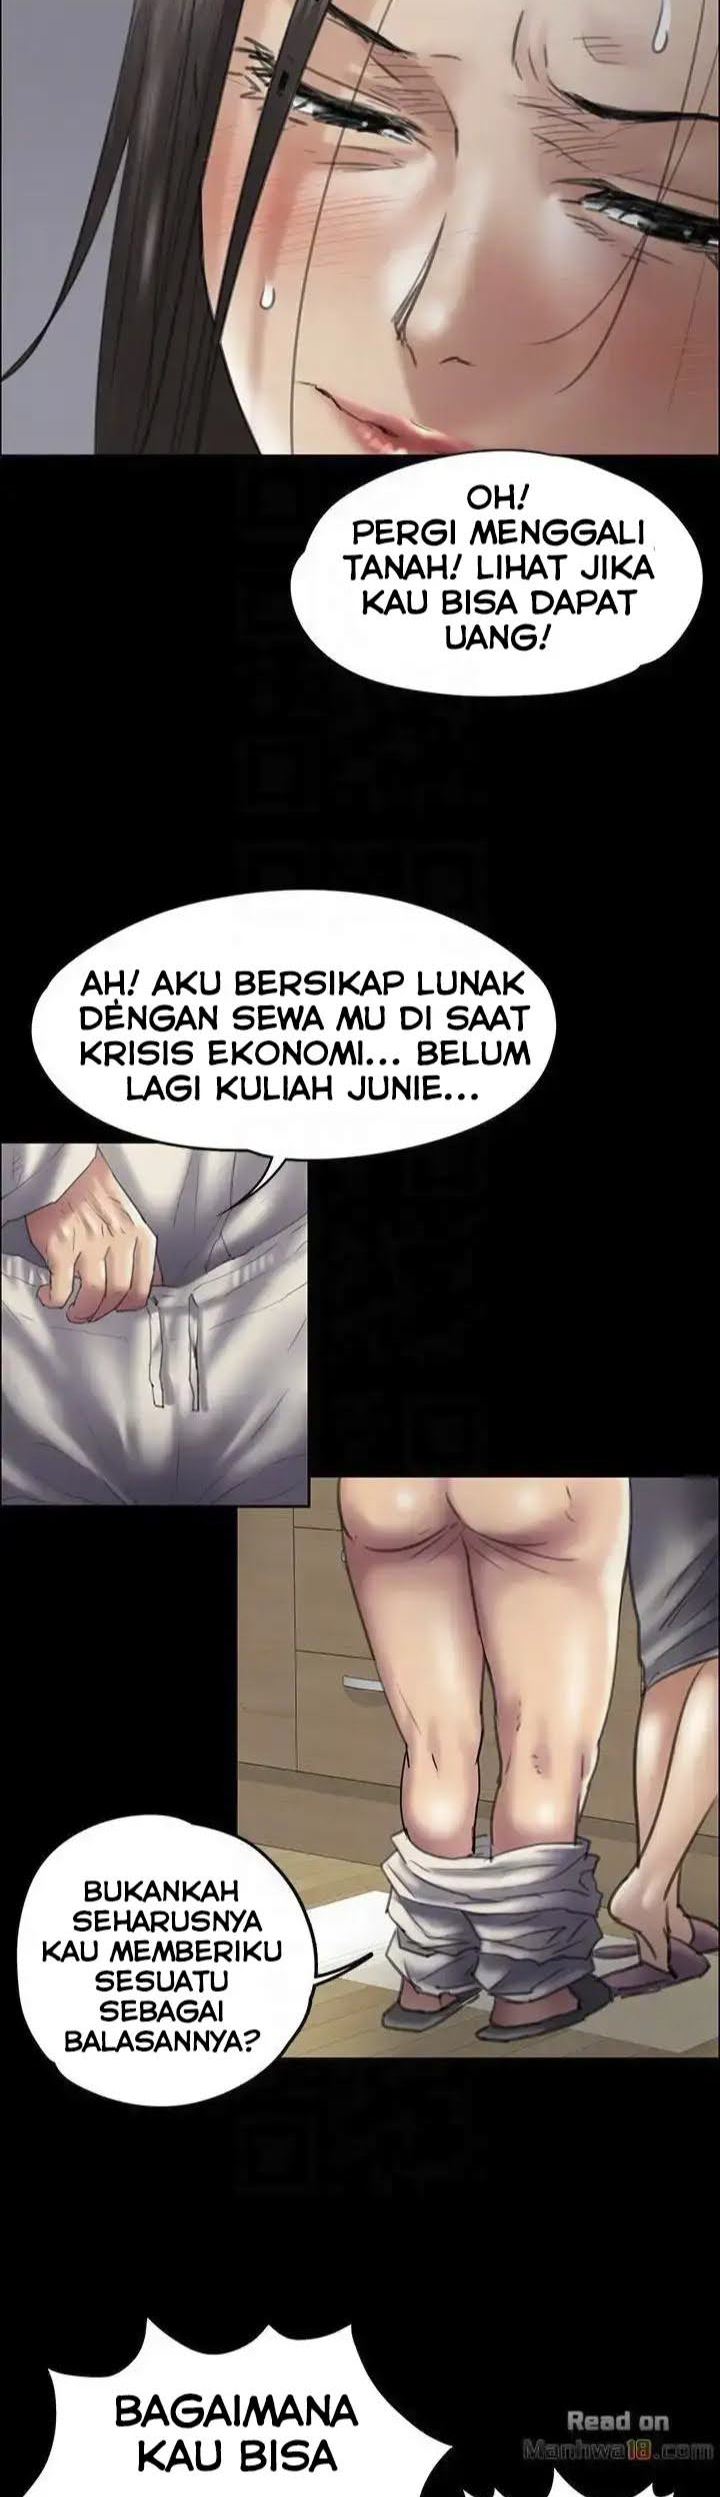 OH!
PERGI MENGGALI
TANAH! LIHAT JIKA
KAU BISA DAPAT
UANG!
AH! AKU BERSIKAP LUNAK
DENGAN SEWA MU DI SAAT
KRISIS EKONOMI... BELUM
LAGI KULIAH JUNIE...
BUKANKAH
SEHARUSNYA
KAU MEMBERIKU
SESUATU
SEBAGAI
BALASANNYA?
BAGAIMANA
KAU BISA
Read on
Manhwa18.com